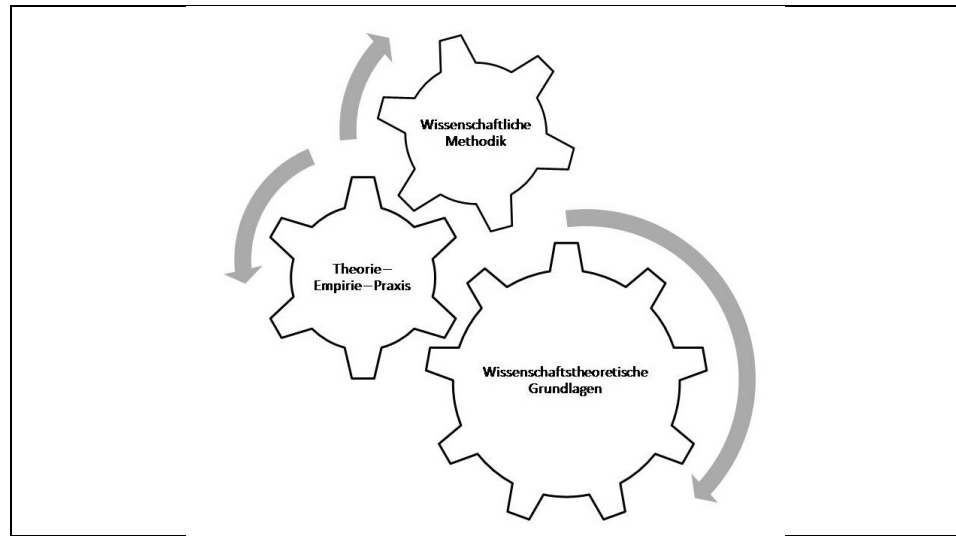 Wissenschaftliche
Methodik
Theorie–
Empirie–Praxis
Wissenschaftstheoretische
Grundlagen